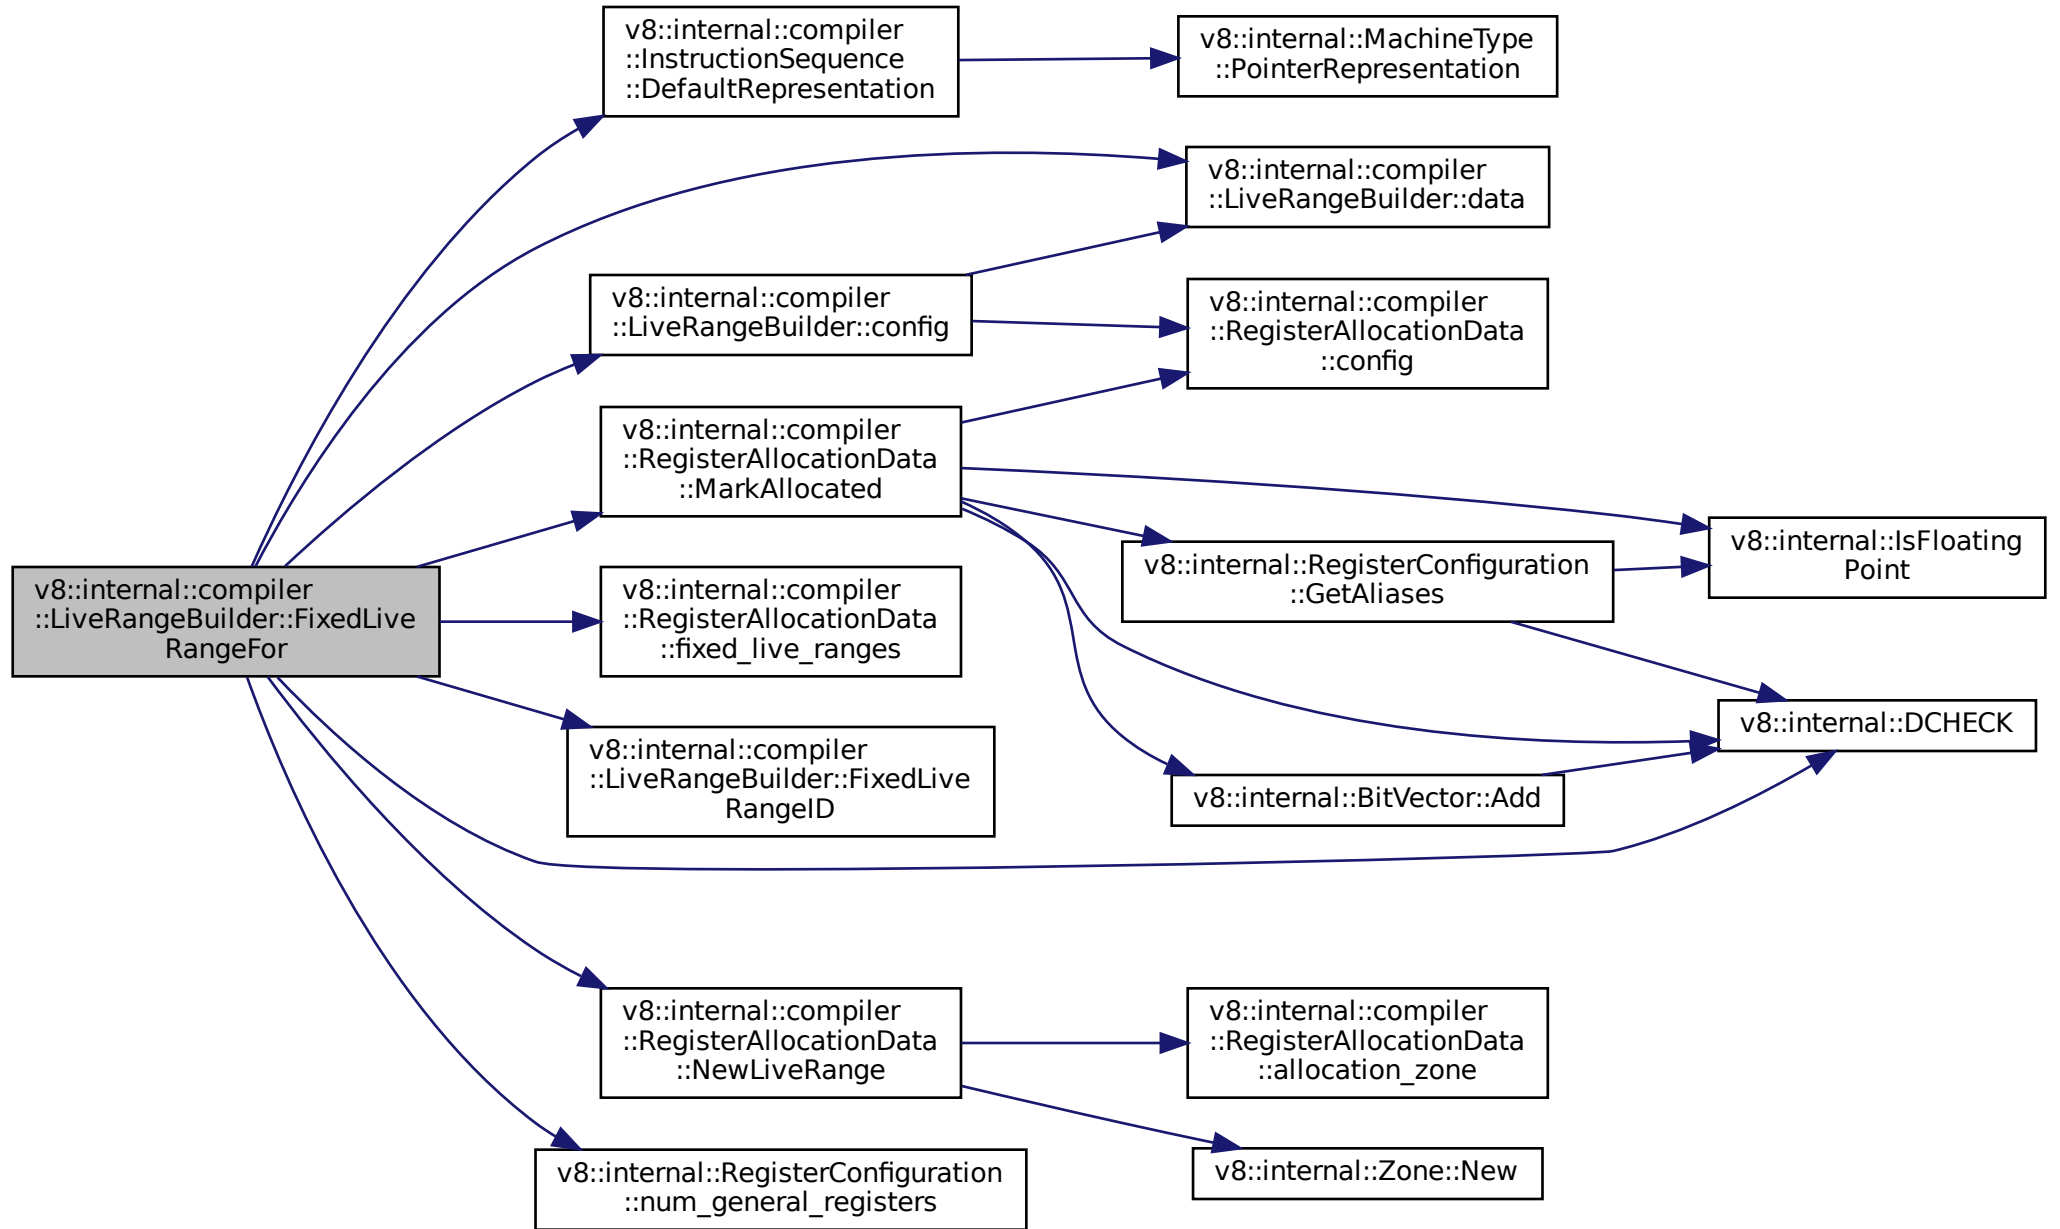 v8::internal::compiler
::InstructionSequence
::DefaultRepresentation
v8::internal::MachineType
::PointerRepresentation
v8::internal::compiler
::LiveRangeBuilder::data
v8::internal::compiler
::LiveRangeBuilder::config
v8::internal::compiler
::RegisterAllocationData
::config
v8::internal::compiler
::RegisterAllocationData
::MarkAllocated
v8::internal::IsFloating
Point
v8::internal::RegisterConfiguration
::GetAliases
v8::internal::compiler
::LiveRangeBuilder::FixedLive
RangeFor
v8::internal::compiler
::RegisterAllocationData
::fixed_live_ranges
v8::internal::DCHECK
v8::internal::compiler
::LiveRangeBuilder::FixedLive
RangeID
v8::internal::BitVector::Add
v8::internal::compiler
::RegisterAllocationData
::NewLiveRange
v8::internal::compiler
::RegisterAllocationData
::allocation_zone
v8::internal::RegisterConfiguration
::num_general_registers
v8::internal::Zone::New